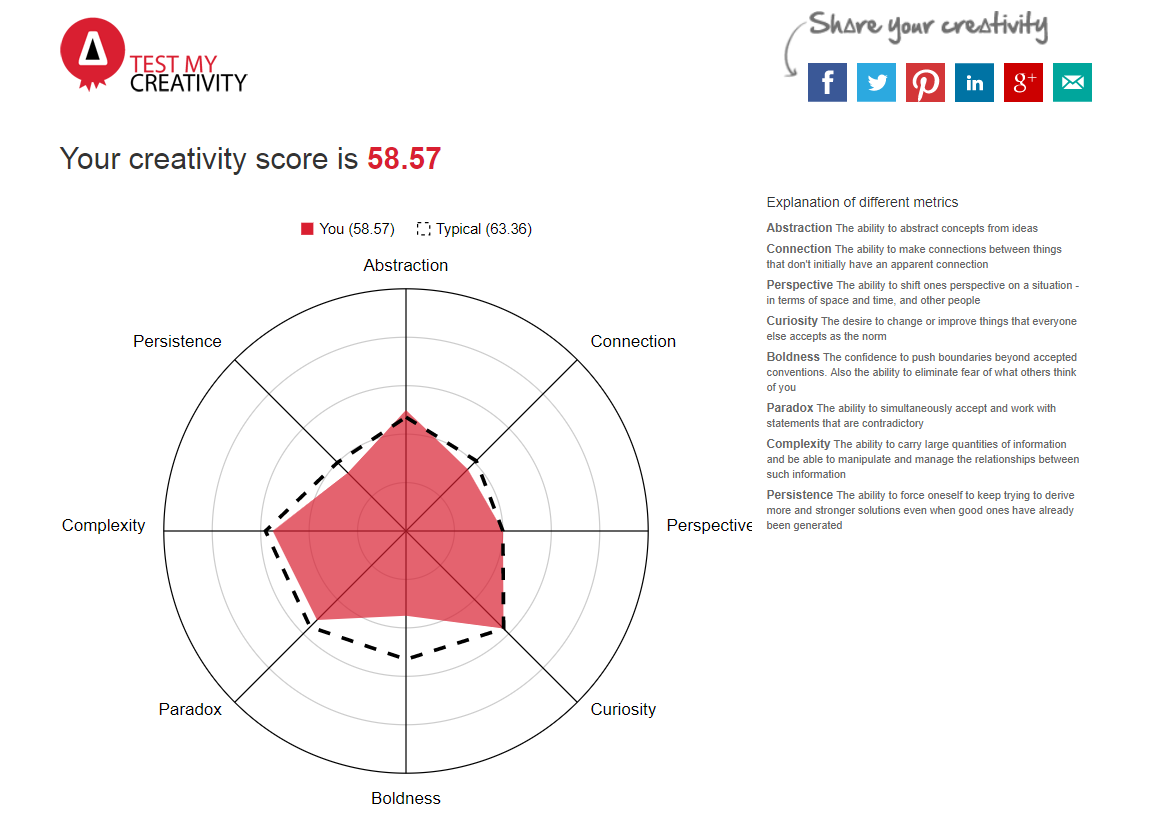 TEST MY
CREATIVITY
Share your creativity
f in g+
Your creativity score is 58.57
You (58.57) Typical (63.36)
Abstraction
Persistence
Connection
Complexity
Perspective
Paradox
Curiosity
Boldness
Explanation of different metrics
Abstraction The ability to abstract concepts from ideas
Connection The ability to make connections between things
that don't initially have an apparent connection
Perspective The ability to shift ones perspective on a situation -
in terms of space and time, and other people
Curiosity The desire to change or improve things that everyone
else accepts as the norm
Boldness The confidence to push boundaries beyond accepted
conventions. Also the ability to eliminate fear of what others think
of you
Paradox The ability to simultaneously accept and work with
statements that are contradictory
Complexity The ability to carry large quantities of information
and be able to manipulate and manage the relationships between
such information
Persistence The ability to force oneself to keep trying to derive
more and stronger solutions even when good ones have already
been generated